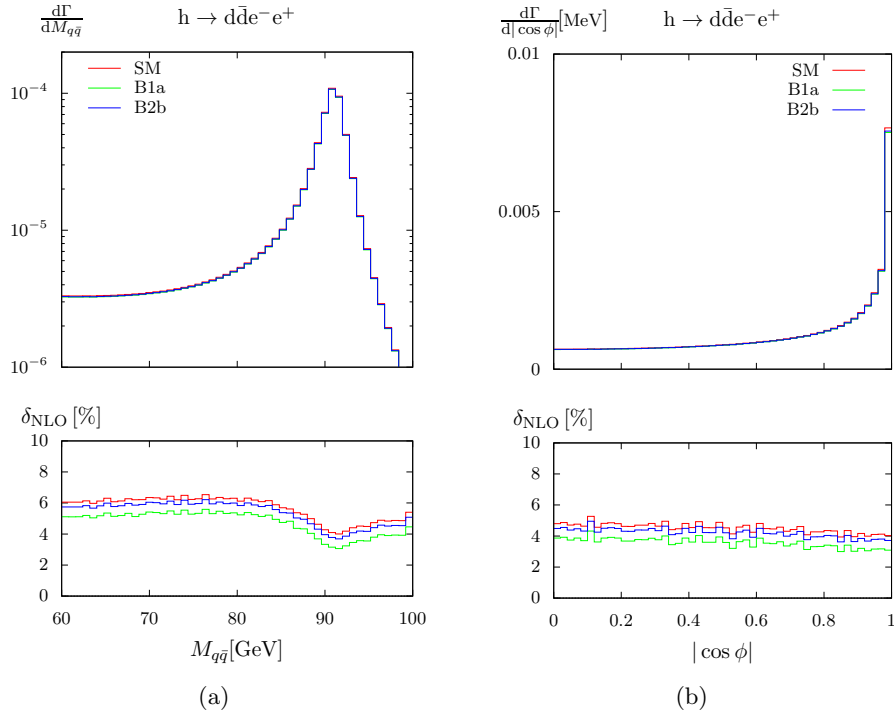 dΓ/dM_{qq̄} h → dd̄e⁻e⁺
SM
B1a
B2b
10⁻⁴
10⁻⁵
10⁻⁶
δ_NLO [%]
10
8
6
4
2
0
60 70 80 90 100
M_{qq̄}[GeV]
(a)
dΓ/d|cos ϕ| [MeV] h → dd̄e⁻e⁺
0.01
SM
B1a
B2b
0.005
0
δ_NLO [%]
10
8
6
4
2
0
0 0.2 0.4 0.6 0.8 1
| cos ϕ|
(b)